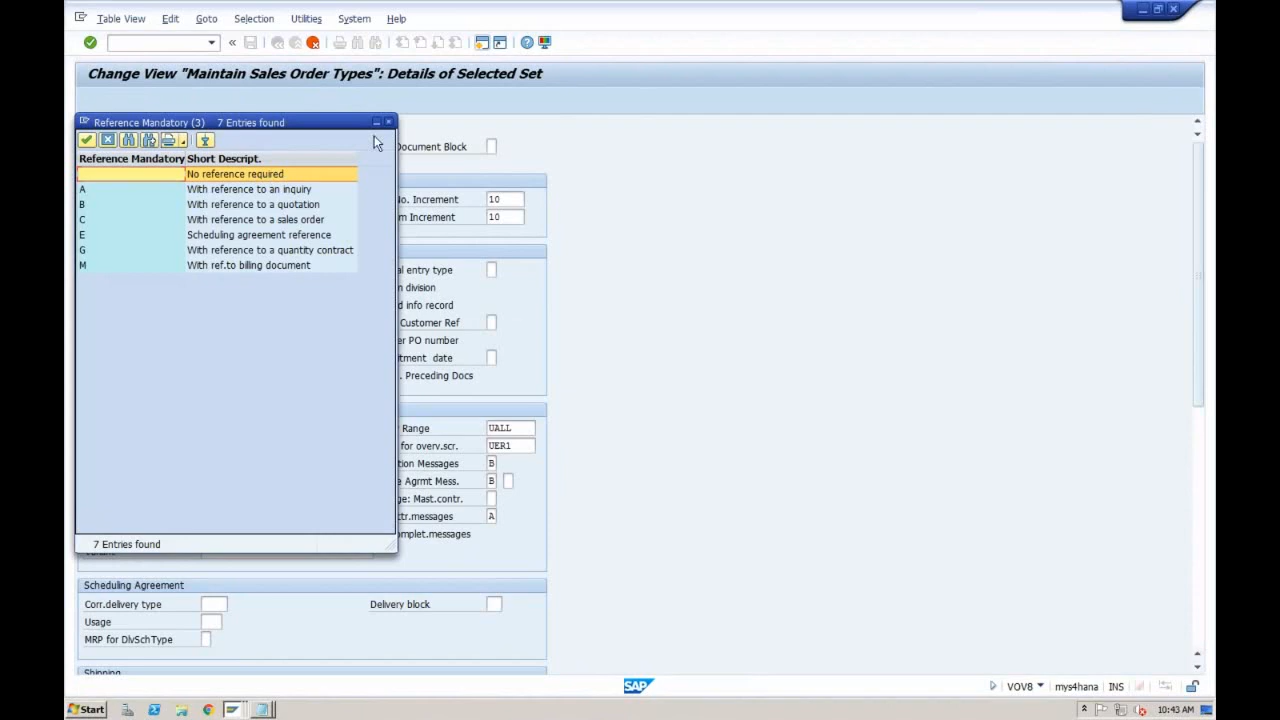 Table View Edit Goto Selection Utilities System Help
Change View "Maintain Sales Order Types": Details of Selected Set
Reference Mandatory (3) 7 Entries found
Reference Mandatory Short Descript.
No reference required
A With reference to an inquiry
B With reference to a quotation
C With reference to a sales order
E Scheduling agreement reference
G With reference to a quantity contract
M With ref.to billing document
7 Entries found
Document Block
No. Increment 10
m Increment 10
al entry type
n division
d info record
Customer Ref
er PO number
tment date
. Preceding Docs
Range UALL
for overv.scr. UER1
tion Messages B
e Agrmt Mess. B
ge: Mast.contr.
ctr.messages A
omplet.messages
Scheduling Agreement
Corr.delivery type Delivery block
Usage
MRP for DlvSchType
Shipping
SAP
VOV8 mys4hana INS
Start 10:43 AM